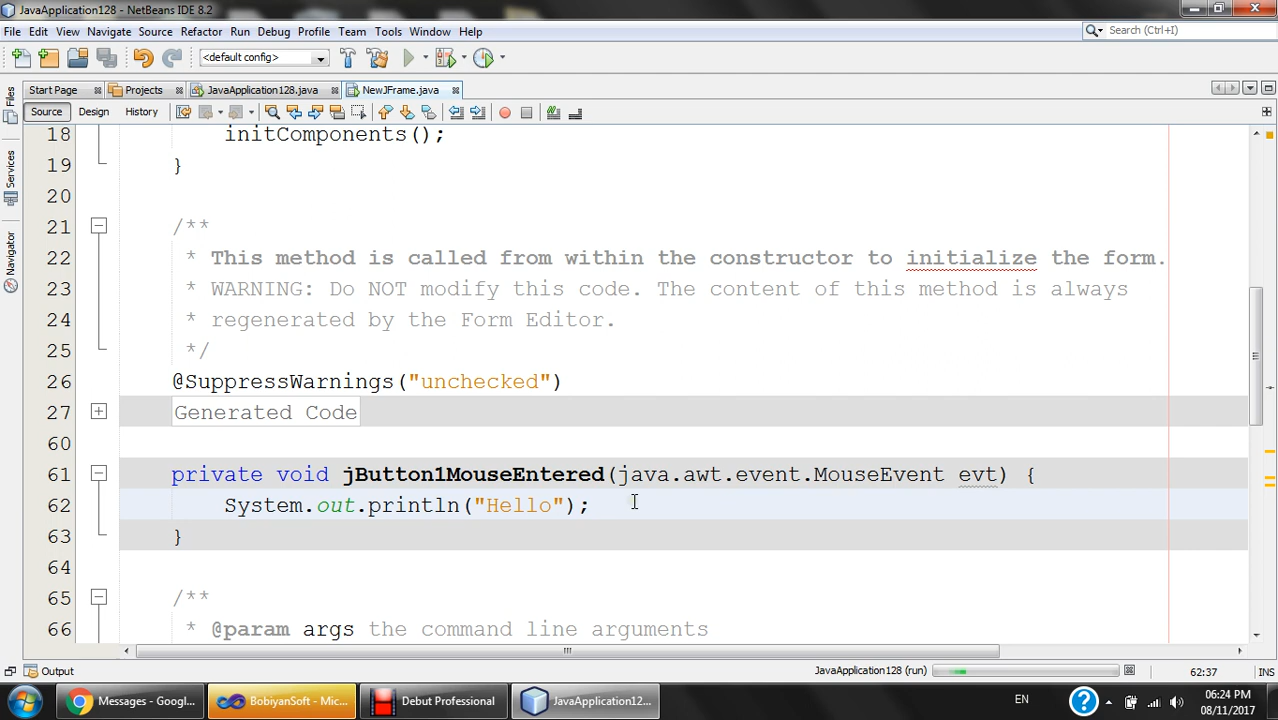 JavaApplication128 - NetBeans IDE 8.2
File Edit View Navigate Source Refactor Run Debug Profile Team Tools Window Help
Search (Ctrl+I)
<default config>
Start Page Projects JavaApplication128.java NewJFrame.java
Source Design History
Files
Services
Navigator
18 initComponents();
19 }
20
21 /**
22 * This method is called from within the constructor to initialize the form.
23 * WARNING: Do NOT modify this code. The content of this method is always
24 * regenerated by the Form Editor.
25 */
26 @SuppressWarnings("unchecked")
27 Generated Code
60
61 private void jButton1MouseEntered(java.awt.event.MouseEvent evt) {
62 System.out.println("Hello");
63 }
64
65 /**
66 * @param args the command line arguments
Output
JavaApplication128 (run)
62:37 INS
Messages - Googl... BobiyanSoft - Mic... Debut Professional JavaApplication12...
EN
06:24 PM
08/11/2017